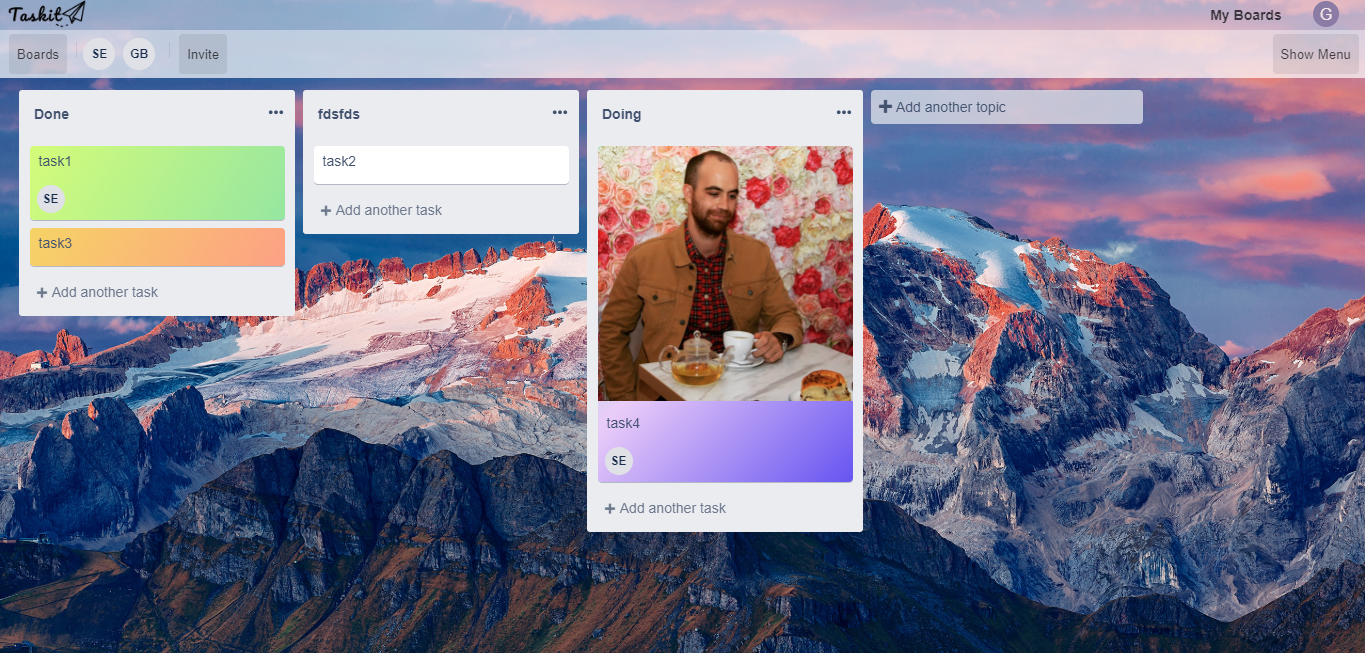 Taskit
My Boards
G
Boards
SE
GB
Invite
Show Menu
Done
•••
task1
SE
task3
+ Add another task
fdsfds
•••
task2
+ Add another task
Doing
•••
task4
SE
+ Add another task
+ Add another topic